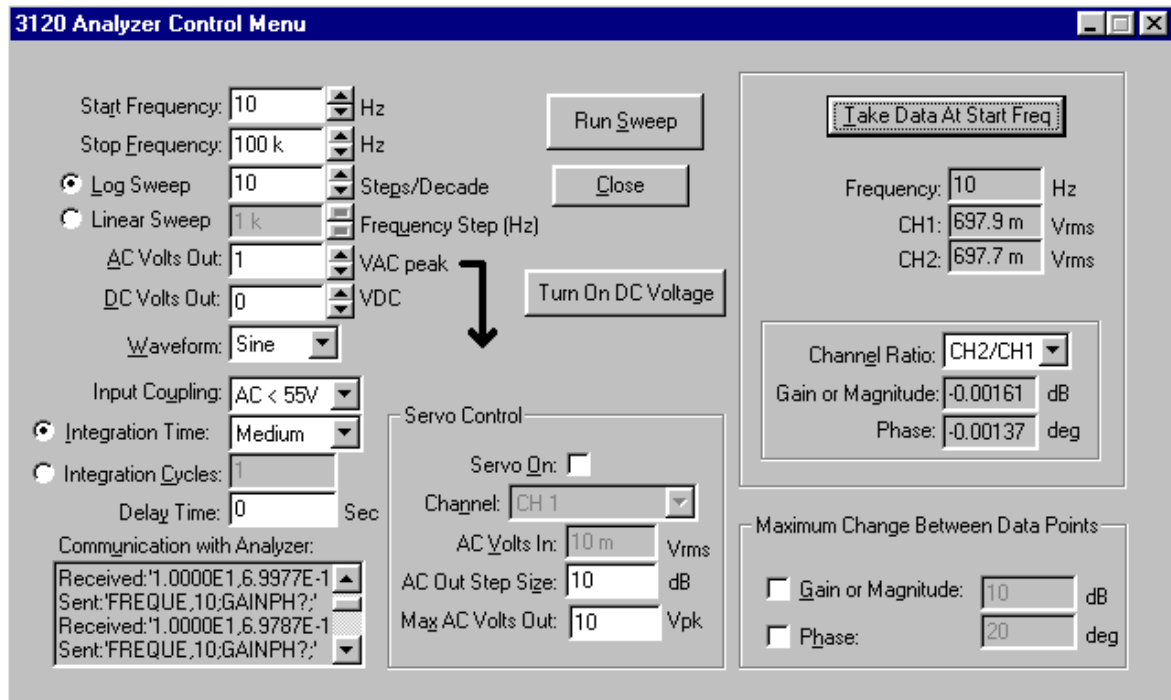 3120 Analyzer Control Menu
Start Frequency: 10 Hz
Stop Frequency: 100 k Hz
Log Sweep 10 Steps/Decade
Linear Sweep 1 k Frequency Step (Hz)
AC Volts Out: 1 VAC peak
DC Volts Out: 0 VDC
Waveform: Sine
Input Coupling: AC < 55V
Integration Time: Medium
Integration Cycles: 1
Delay Time: 0 Sec
Communication with Analyzer:
Received:'1.0000E1,6.9977E-1
Sent:'FREQUE,10;GAINPH?;'
Received:'1.0000E1,6.9787E-1
Sent:'FREQUE,10;GAINPH?;'
Run Sweep
Close
Turn On DC Voltage
Servo Control
Servo On:
Channel: CH 1
AC Volts In: 10 m Vrms
AC Out Step Size: 10 dB
Max AC Volts Out: 10 Vpk
Take Data At Start Freq
Frequency: 10 Hz
CH1: 697.9 m Vrms
CH2: 697.7 m Vrms
Channel Ratio: CH2/CH1
Gain or Magnitude: -0.00161 dB
Phase: -0.00137 deg
Maximum Change Between Data Points
Gain or Magnitude: 10 dB
Phase: 20 deg